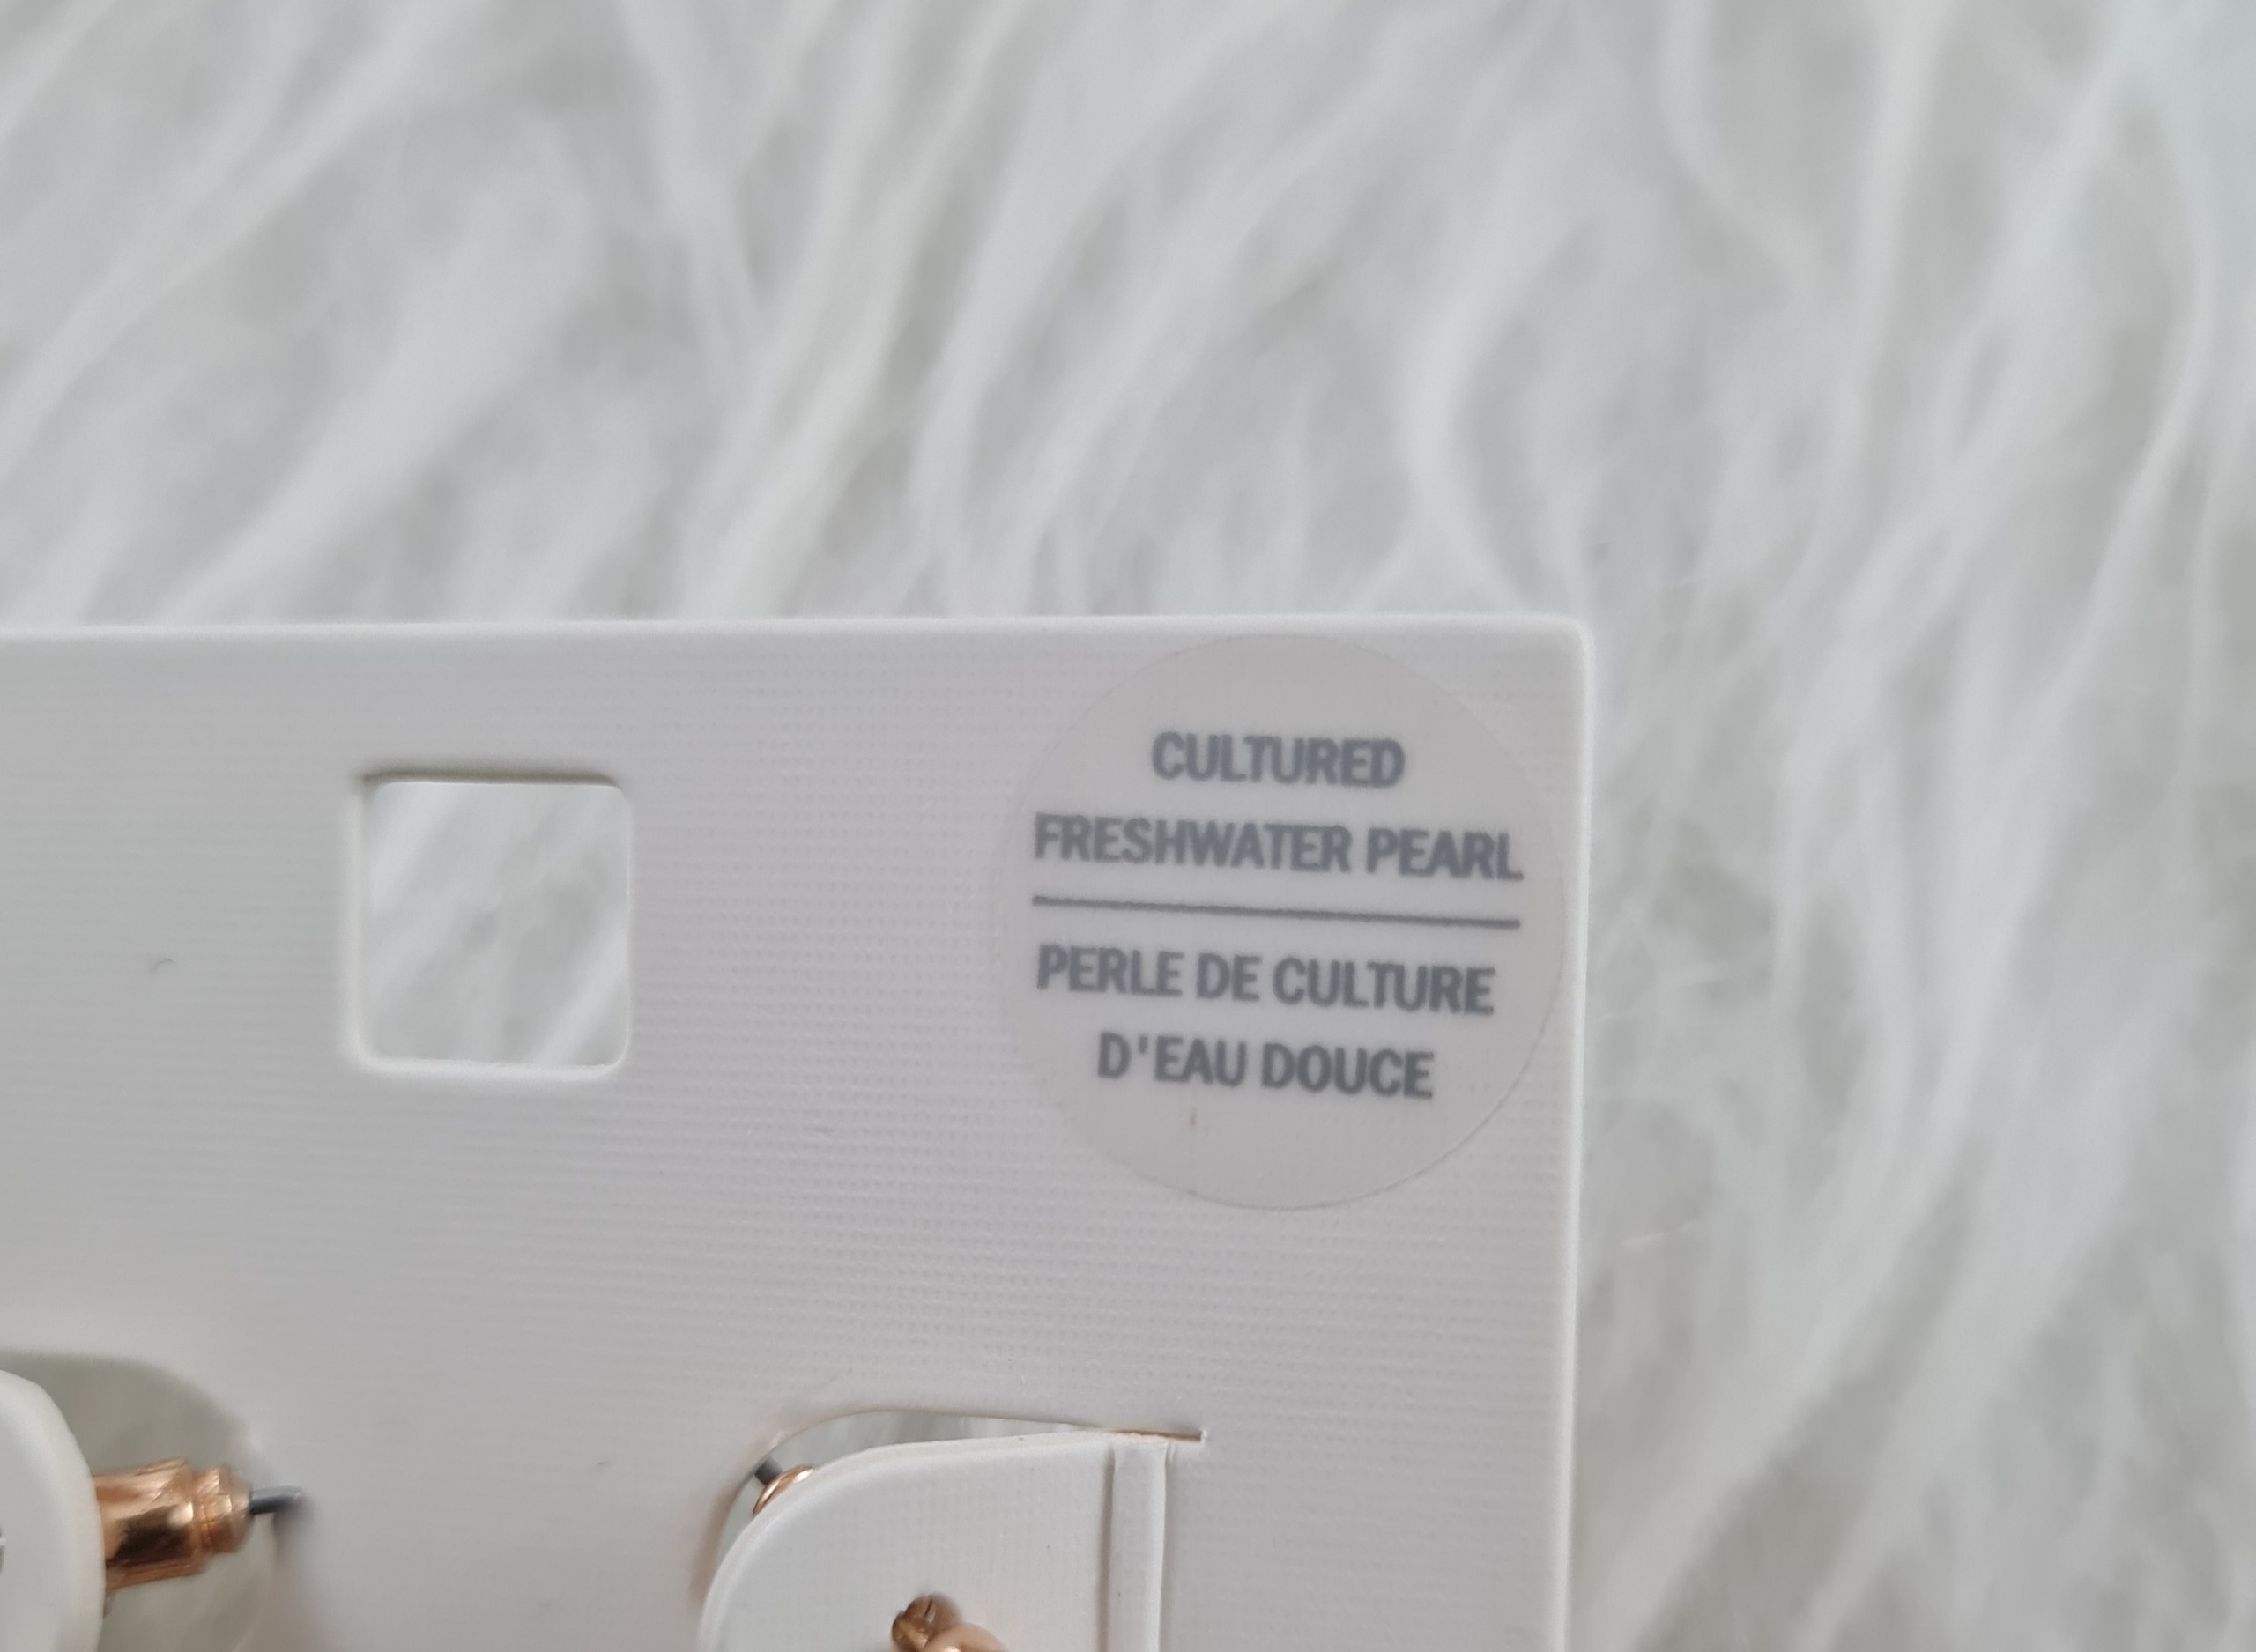 CULTURED
FRESHWATER PEARL
PERLE DE CULTURE
D'EAU DOUCE